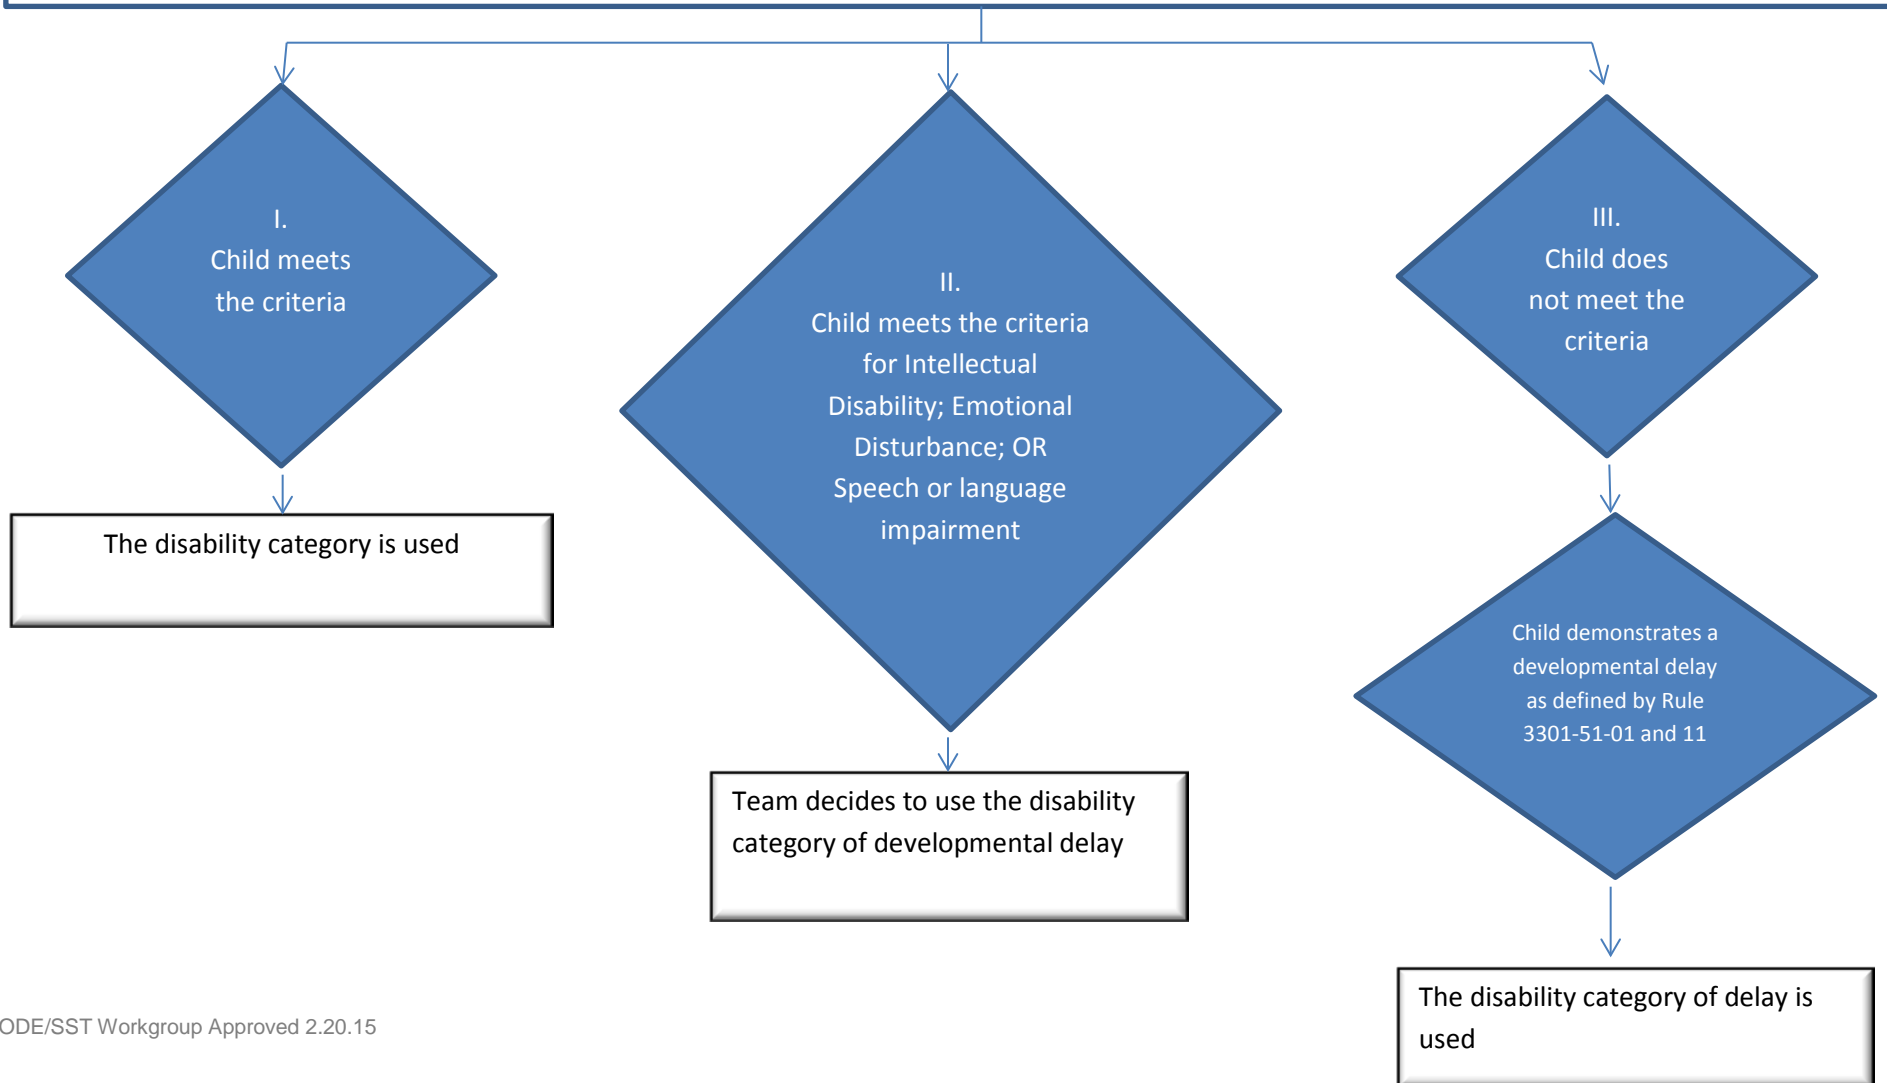 I.
Child meets
the criteria
The disability category is used
II.
Child meets the criteria
for Intellectual
Disability; Emotional
Disturbance; OR
Speech or language
impairment
Team decides to use the disability
category of developmental delay
III.
Child does
not meet the
criteria
Child demonstrates a
developmental delay
as defined by Rule
3301-51-01 and 11
The disability category of delay is
used
ODE/SST Workgroup Approved 2.20.15